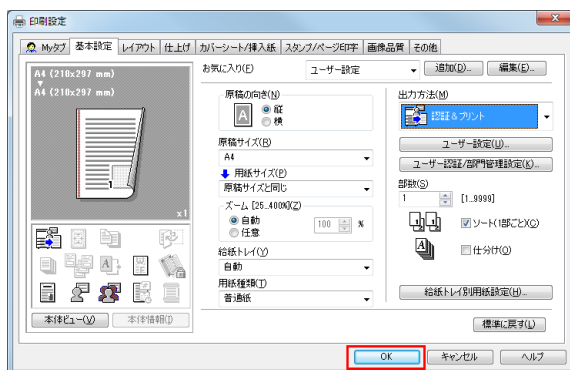 印刷設定
Myタブ 基本設定 レイアウト 仕上げ カバーシート/挿入紙 スタンプ/ページ印字 画像品質 その他
A4 (210x297 mm)
A4 (210x297 mm)
1
x1
本体ビュー(V) 本体情報(I)
お気に入り(F) ユーザー設定 追加(D)... 編集(E)...
原稿の向き(N)
A
縦
横
原稿サイズ(R)
A4
用紙サイズ(P)
原稿サイズと同じ
ズーム [25..400%](Z)
自動
任意
100 %
給紙トレイ(Y)
自動
用紙種類(T)
普通紙
出力方法(M)
認証&プリント
ユーザー設定(U)...
ユーザー認証/部門管理設定(K)...
部数(S)
1 [1..9999]
ソート(1部ごと)(C)
仕分け(O)
給紙トレイ別用紙設定(H)...
標準に戻す(L)
OK キャンセル ヘルプ